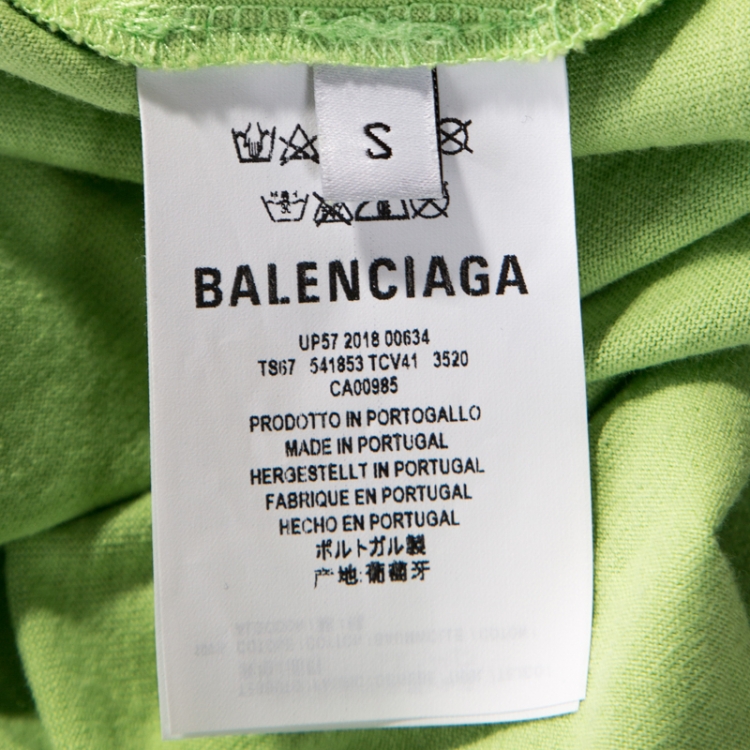 S
BALENCIAGA
UP57 2018 00634
TS67 541853 TCV41 3520
CA00985
PRODOTTO IN PORTOGALLO
MADE IN PORTUGAL
HERGESTELLT IN PORTUGAL
FABRIQUE EN PORTUGAL
HECHO EN PORTUGAL
ポルトガル製
产地:葡萄牙